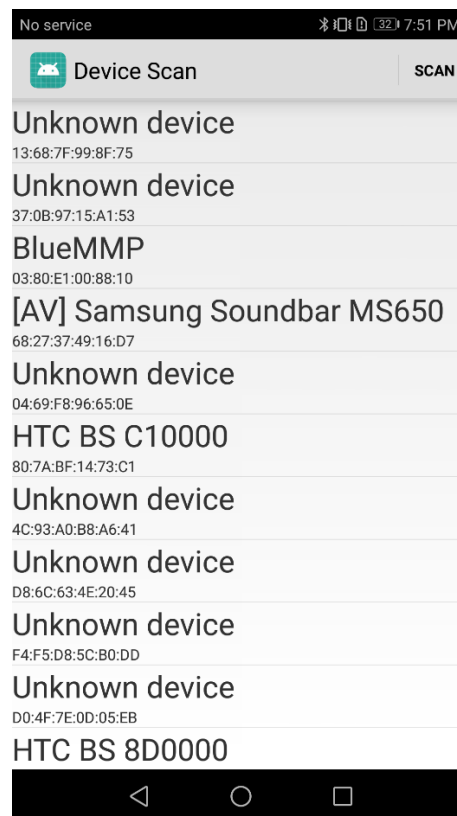 No service
32 7:51 PM
Device Scan
SCAN
Unknown device
13:68:7F:99:8F:75
Unknown device
37:0B:97:15:A1:53
BlueMMP
03:80:E1:00:88:10
[AV] Samsung Soundbar MS650
68:27:37:49:16:D7
Unknown device
04:69:F8:96:65:0E
HTC BS C10000
80:7A:BF:14:73:C1
Unknown device
4C:93:A0:B8:A6:41
Unknown device
D8:6C:63:4E:20:45
Unknown device
F4:F5:D8:5C:B0:DD
Unknown device
D0:4F:7E:0D:05:EB
HTC BS 8D0000